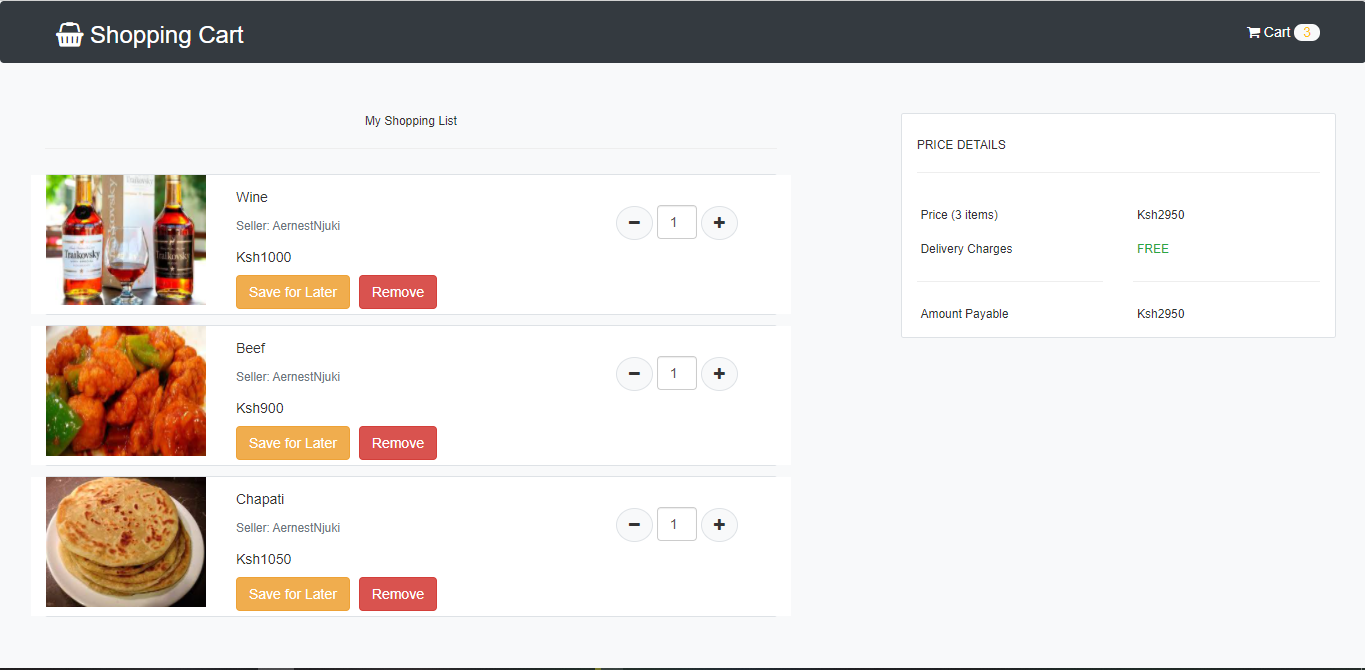 Shopping Cart
Cart 3
My Shopping List
Wine
Seller: AernestNjuki
Ksh1000
Save for Later Remove
1
Traikovsky
Traikovsky
Beef
Seller: AernestNjuki
Ksh900
Save for Later Remove
1
Chapati
Seller: AernestNjuki
Ksh1050
Save for Later Remove
1
PRICE DETAILS
Price (3 items) Ksh2950
Delivery Charges FREE
Amount Payable Ksh2950